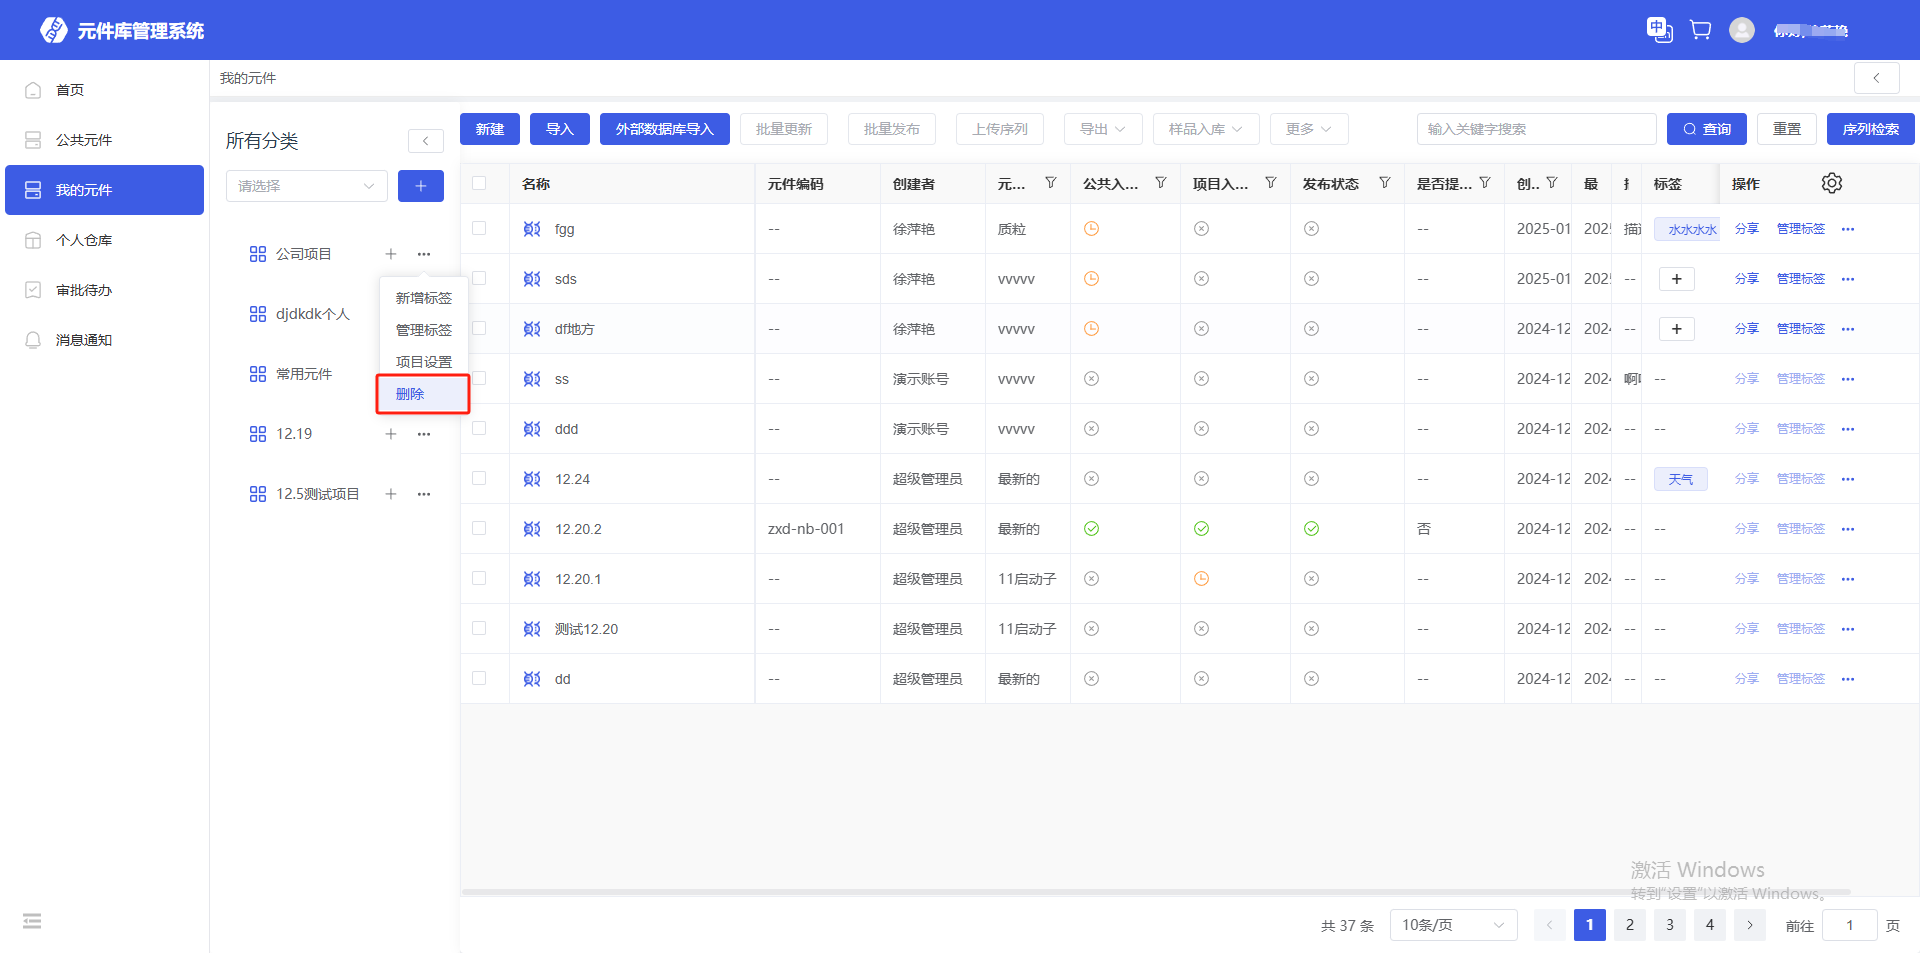 元件库管理系统
中
首页
公共元件
我的元件
个人仓库
审批待办
消息通知
我的元件
所有分类
请选择
公司项目
djdkdk个人
常用元件
12.19
12.5测试项目
新增标签
管理标签
项目设置
删除
新建 导入 外部数据库导入 批量更新 批量发布 上传序列 导出 样品入库 更多 输入关键字搜索 查询 重置 序列检索
名称 元件编码 创建者 元... 公共入... 项目入... 发布状态 是否提... 创.. 最 标签 操作
fgg -- 徐萍艳 质粒 -- 2025-01 202 水水水水 分享 管理标签
sds -- 徐萍艳 vvvvv -- 2025-01 202 -- + 分享 管理标签
df地方 -- 徐萍艳 vvvvv -- 2024-12 202 -- + 分享 管理标签
ss -- 演示账号 vvvvv -- 2024-12 202 啊 -- 分享 管理标签
ddd -- 演示账号 vvvvv -- 2024-12 202 -- -- 分享 管理标签
12.24 -- 超级管理员 最新的 -- 2024-12 202 -- 天气 分享 管理标签
12.20.2 zxd-nb-001 超级管理员 最新的 否 2024-12 202 -- -- 分享 管理标签
12.20.1 -- 超级管理员 11启动子 -- 2024-12 202 -- -- 分享 管理标签
测试12.20 -- 超级管理员 11启动子 -- 2024-12 202 -- -- 分享 管理标签
dd -- 超级管理员 最新的 -- 2024-12 202 -- -- 分享 管理标签
激活 Windows
转到"设置"以激活 Windows。
共 37 条 10条/页 1 2 3 4 前往 1 页